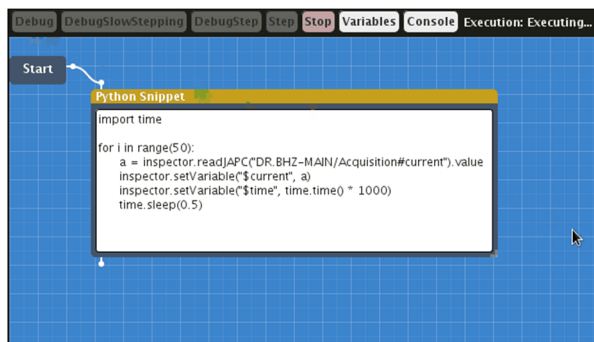 Debug DebugSlowStepping DebugStep Step Stop Variables Console Execution: Executing...
Start
Python Snippet
import time
for i in range(50):
a = inspector.readJAPC("DR.BHZ-MAIN/Acquisition#current").value
inspector.setVariable("$current", a)
inspector.setVariable("$time", time.time() * 1000)
time.sleep(0.5)